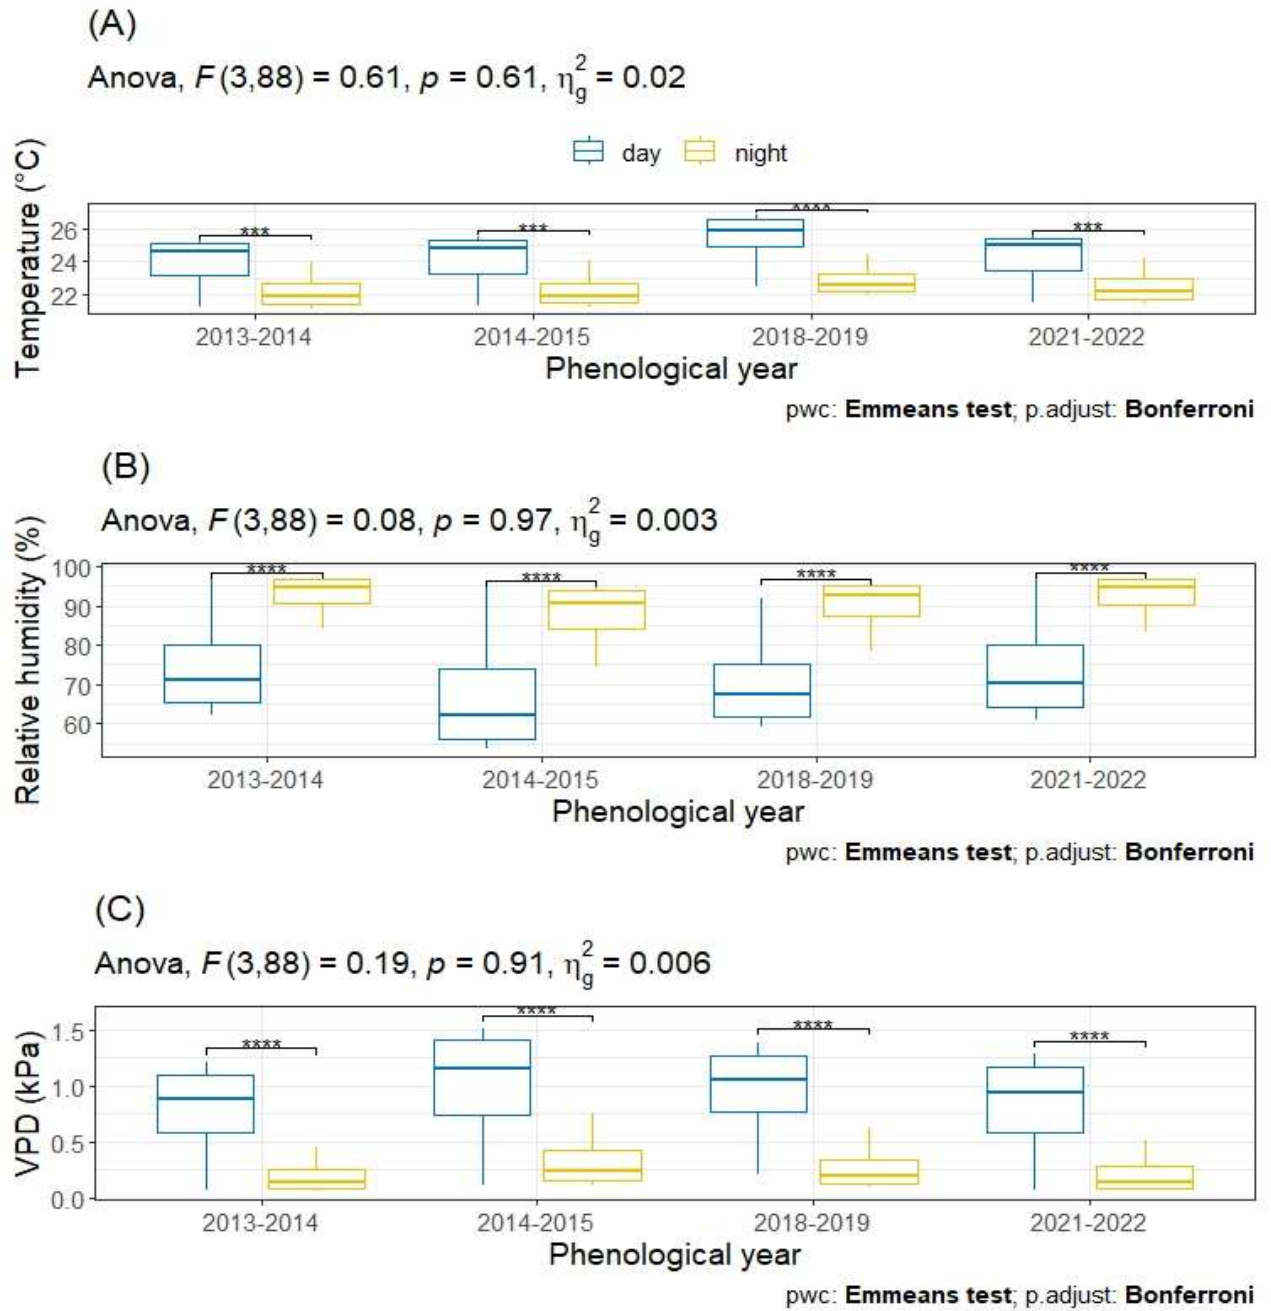 (A)
Anova, F(3,88) = 0.61, p = 0.61, η²g = 0.02
day night
Temperature (°C)
26
24
22
*** *** **** ***
2013-2014 2014-2015 2018-2019 2021-2022
Phenological year
pwc: Emmeans test; p.adjust: Bonferroni
(B)
Anova, F(3,88) = 0.08, p = 0.97, η²g = 0.003
Relative humidity (%)
100
90
80
70
60
**** **** **** ****
2013-2014 2014-2015 2018-2019 2021-2022
Phenological year
pwc: Emmeans test; p.adjust: Bonferroni
(C)
Anova, F(3,88) = 0.19, p = 0.91, η²g = 0.006
VPD (kPa)
1.5
1.0
0.5
0.0
**** **** **** ****
2013-2014 2014-2015 2018-2019 2021-2022
Phenological year
pwc: Emmeans test; p.adjust: Bonferroni